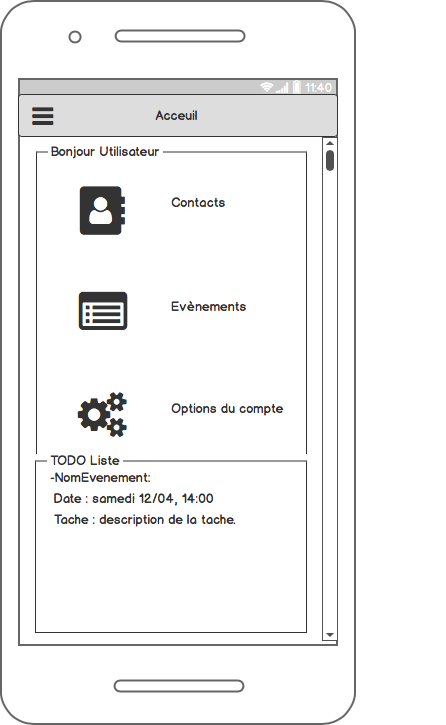 11:40
Acceuil
Bonjour Utilisateur
Contacts
Evènements
Options du compte
TODO Liste
-NomEvenement:
Date : samedi 12/04, 14:00
Tache : description de la tache.